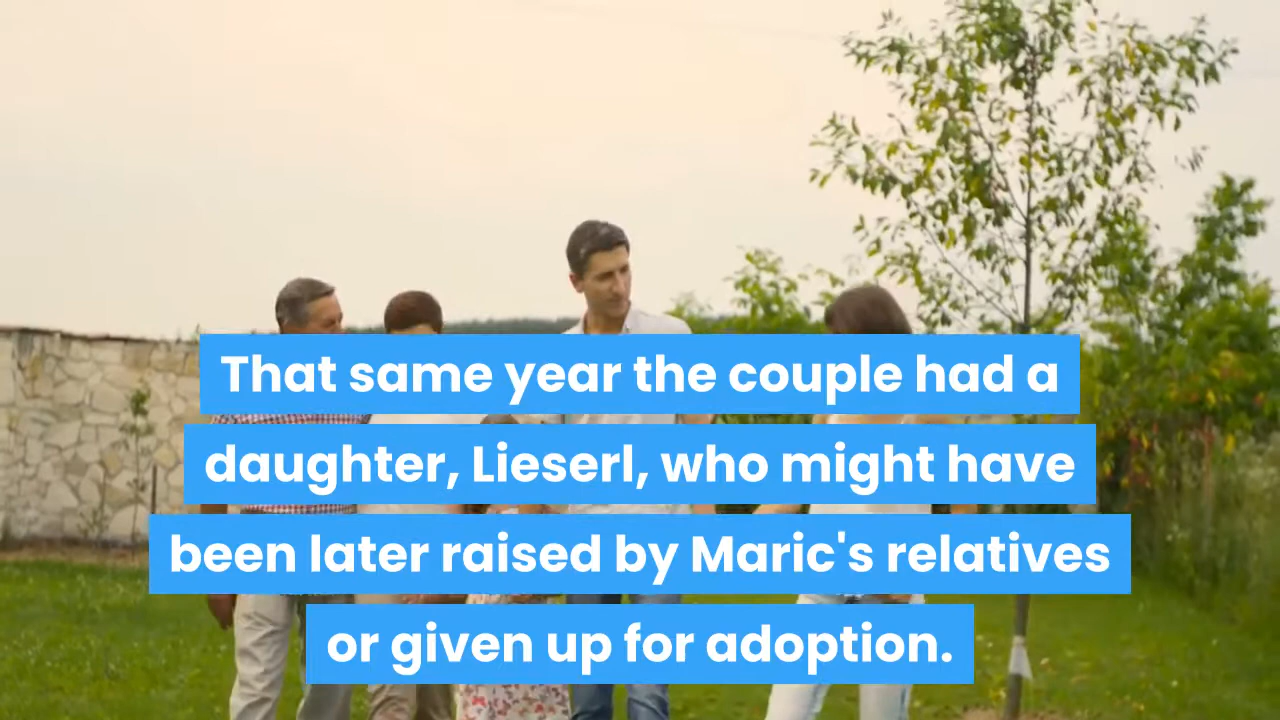 That same year the couple had a
daughter, Lieserl, who might have
been later raised by Maric's relatives
or given up for adoption.